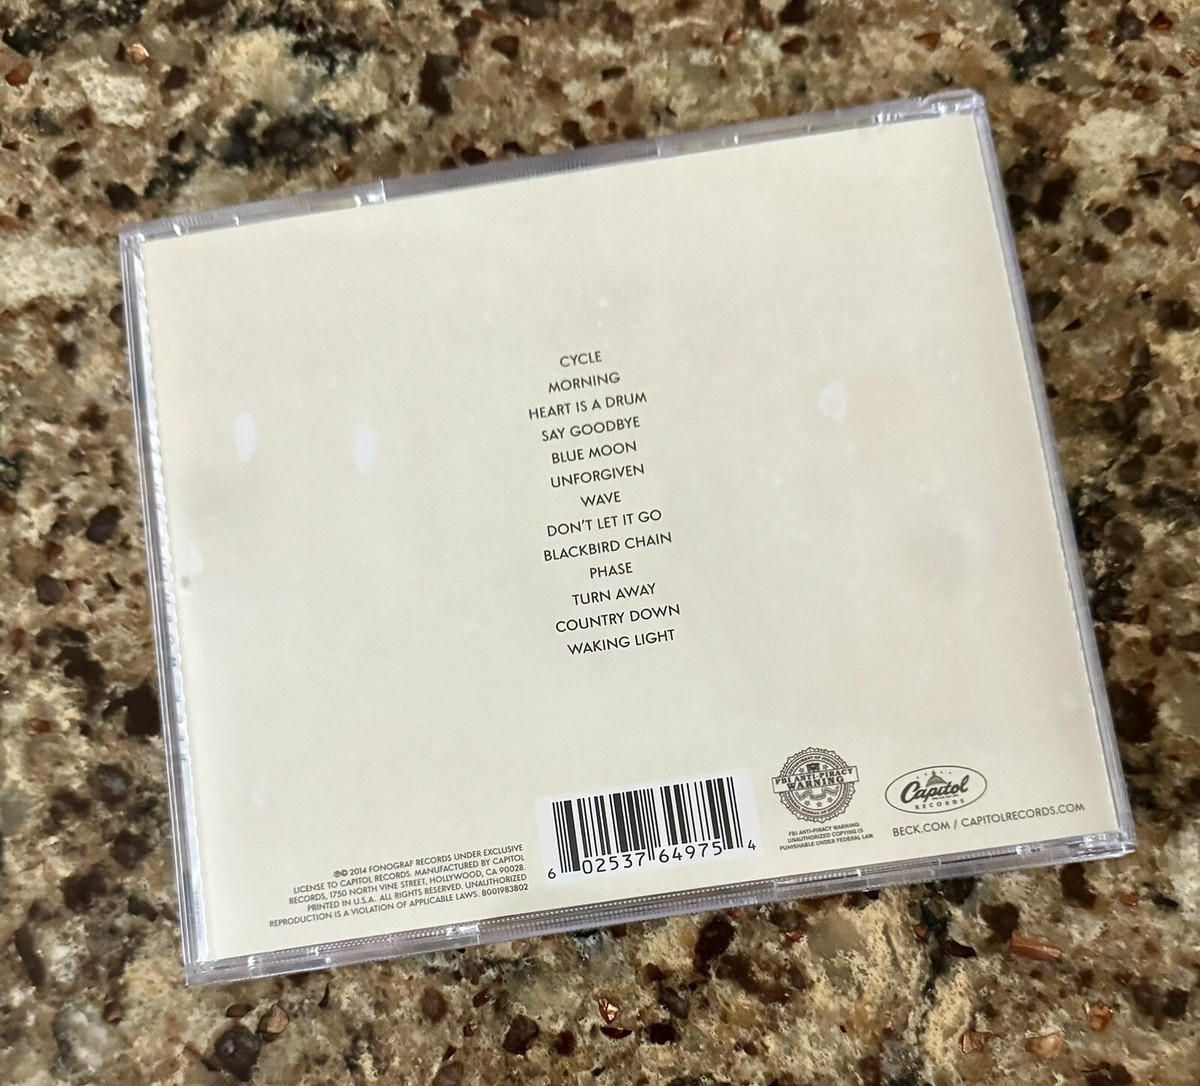 CYCLE
MORNING
HEART IS A DRUM
SAY GOODBYE
BLUE MOON
UNFORGIVEN
WAVE
DON'T LET IT GO
BLACKBIRD CHAIN
PHASE
TURN AWAY
COUNTRY DOWN
WAKING LIGHT
℗© 2014 FONOGRAF RECORDS UNDER EXCLUSIVE
LICENSE TO CAPITOL RECORDS. MANUFACTURED BY CAPITOL
RECORDS, 1750 NORTH VINE STREET, HOLLYWOOD, CA 90028.
PRINTED IN U.S.A. ALL RIGHTS RESERVED. UNAUTHORIZED
REPRODUCTION IS A VIOLATION OF APPLICABLE LAWS. B001983802
6 02537 64975 4
FBI ANTI-PIRACY
WARNING
FBI ANTI-PIRACY WARNING:
UNAUTHORIZED COPYING IS
PUNISHABLE UNDER FEDERAL LAW
Capitol
RECORDS
BECK.COM / CAPITOLRECORDS.COM